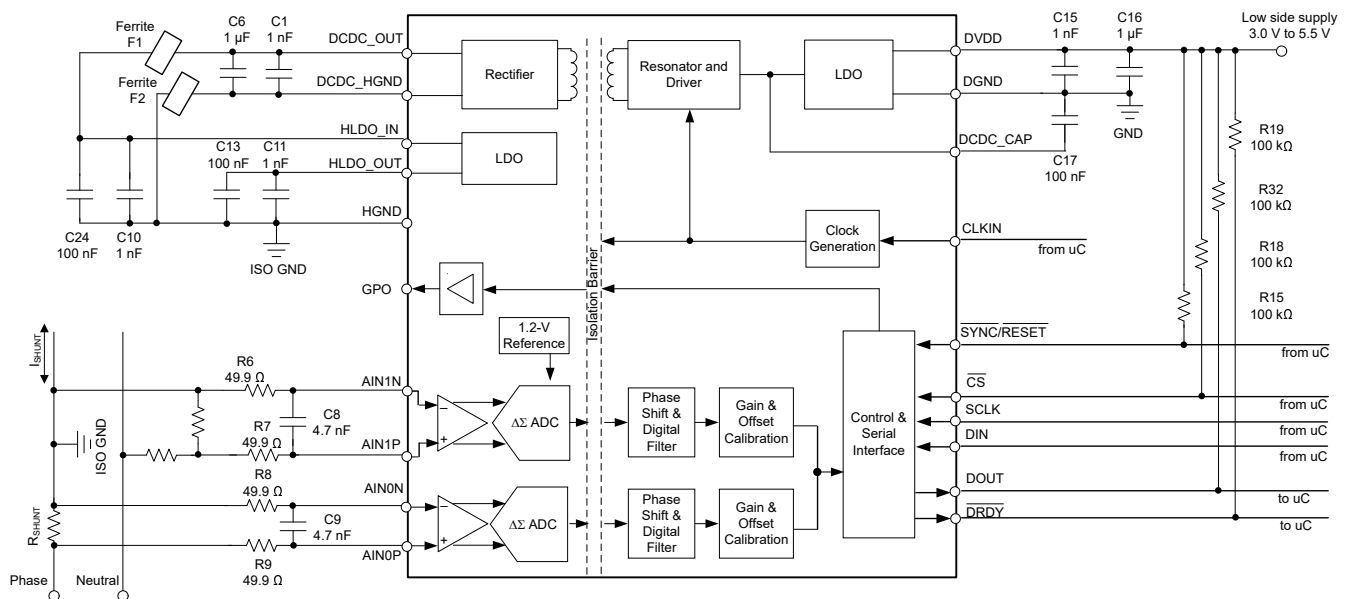 Ferrite
F1
C6
1 µF
C1
1 nF
DCDC_OUT
Ferrite
F2
DCDC_HGND
HLDO_IN
C13
100 nF
C11
1 nF
HLDO_OUT
HGND
C24
100 nF
C10
1 nF
ISO GND
GPO
Rectifier
LDO
Resonator and
Driver
LDO
Isolation Barrier
Clock
Generation
1.2-V
Reference
C15
1 nF
C16
1 µF
Low side supply
3.0 V to 5.5 V
DVDD
DGND
GND
DCDC_CAP
C17
100 nF
R19
100 kΩ
R32
100 kΩ
R18
100 kΩ
R15
100 kΩ
CLKIN
from uC
SYNC/RESET
from uC
CS
from uC
SCLK
from uC
DIN
from uC
DOUT
to uC
DRDY
to uC
ISHUNT
R6
49.9 Ω
AIN1N
C8
4.7 nF
ISO GND
R7
49.9 Ω
AIN1P
R8
49.9 Ω
AIN0N
C9
4.7 nF
RSHUNT
AIN0P
R9
49.9 Ω
Phase
Neutral
−
+
ΔΣ ADC
Phase
Shift &
Digital
Filter
Gain &
Offset
Calibration
Control &
Serial
Interface
−
+
ΔΣ ADC
Phase
Shift &
Digital
Filter
Gain &
Offset
Calibration